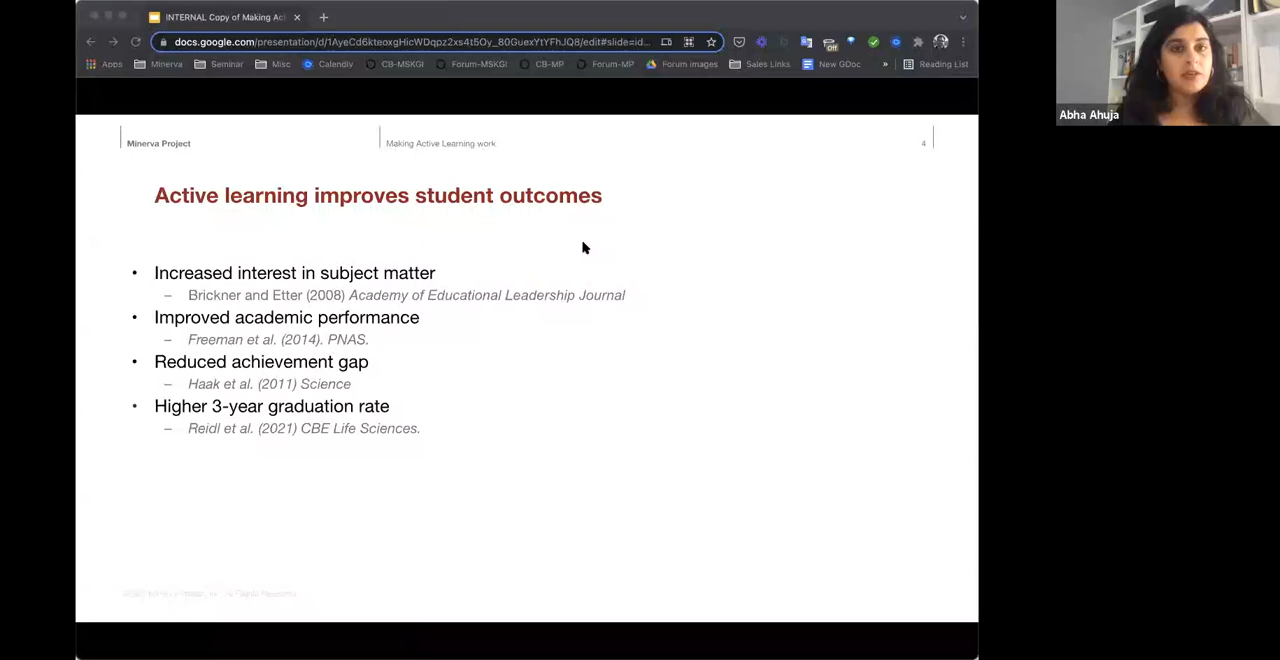 INTERNAL Copy of Making Ac
docs.google.com/presentation/d/1AyeCd6kteoxgHicWDqpz2xs4t5Oy_80GuexYtYFhJQ8/edit#slide=id...
Off
Apps Minerva Seminar Misc Calendly CB-MSKGI Forum-MSKGI CB-MP Forum-MP Forum images Sales Links New GDoc » Reading List
Abha Ahuja
Minerva Project Making Active Learning work 4
Active learning improves student outcomes
• Increased interest in subject matter
– Brickner and Etter (2008) Academy of Educational Leadership Journal
• Improved academic performance
– Freeman et al. (2014). PNAS.
• Reduced achievement gap
– Haak et al. (2011) Science
• Higher 3-year graduation rate
– Reidl et al. (2021) CBE Life Sciences.